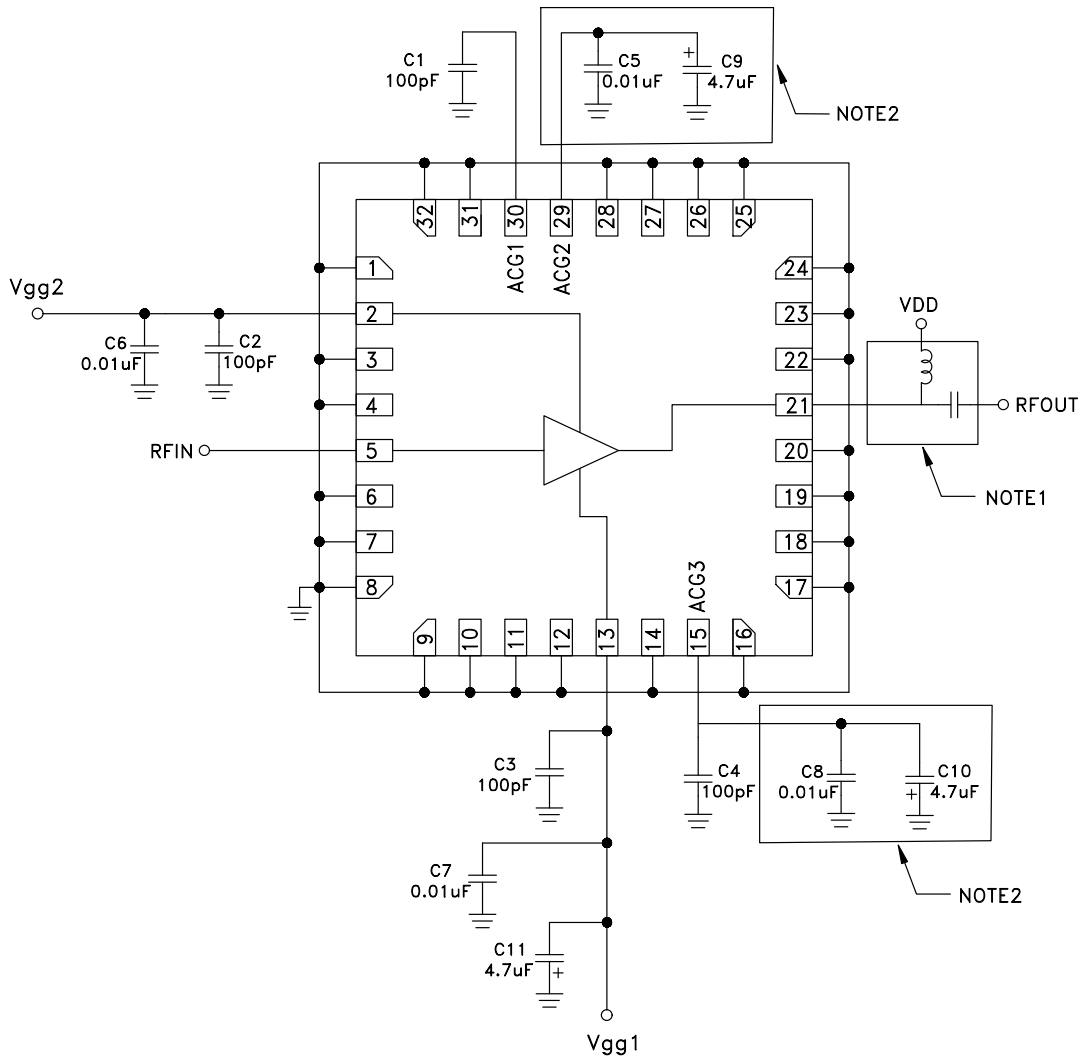 C1
100pF
C5
0.01uF
C9
4.7uF
NOTE2
32
31
30
29
28
27
26
25
ACG1
ACG2
Vgg2
C6
0.01uF
C2
100pF
1
2
3
4
RFIN
5
6
7
8
24
23
22
21
20
19
18
17
VDD
RFOUT
NOTE1
ACG3
9
10
11
12
13
14
15
16
C3
100pF
C4
100pF
C8
0.01uF
C10
4.7uF
NOTE2
C7
0.01uF
C11
4.7uF
Vgg1